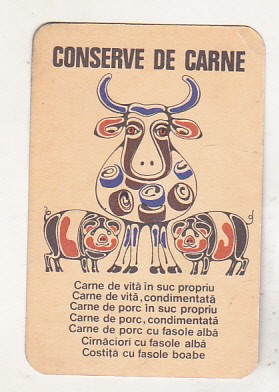 CONSERVE DE CARNE
Carne de vită în suc propriu
Carne de vită, condimentată
Carne de porc în suc propriu
Carne de porc, condimentată
Carne de porc cu fasole albă
Cîrnăciori cu fasole albă
Costiță cu fasole boabe